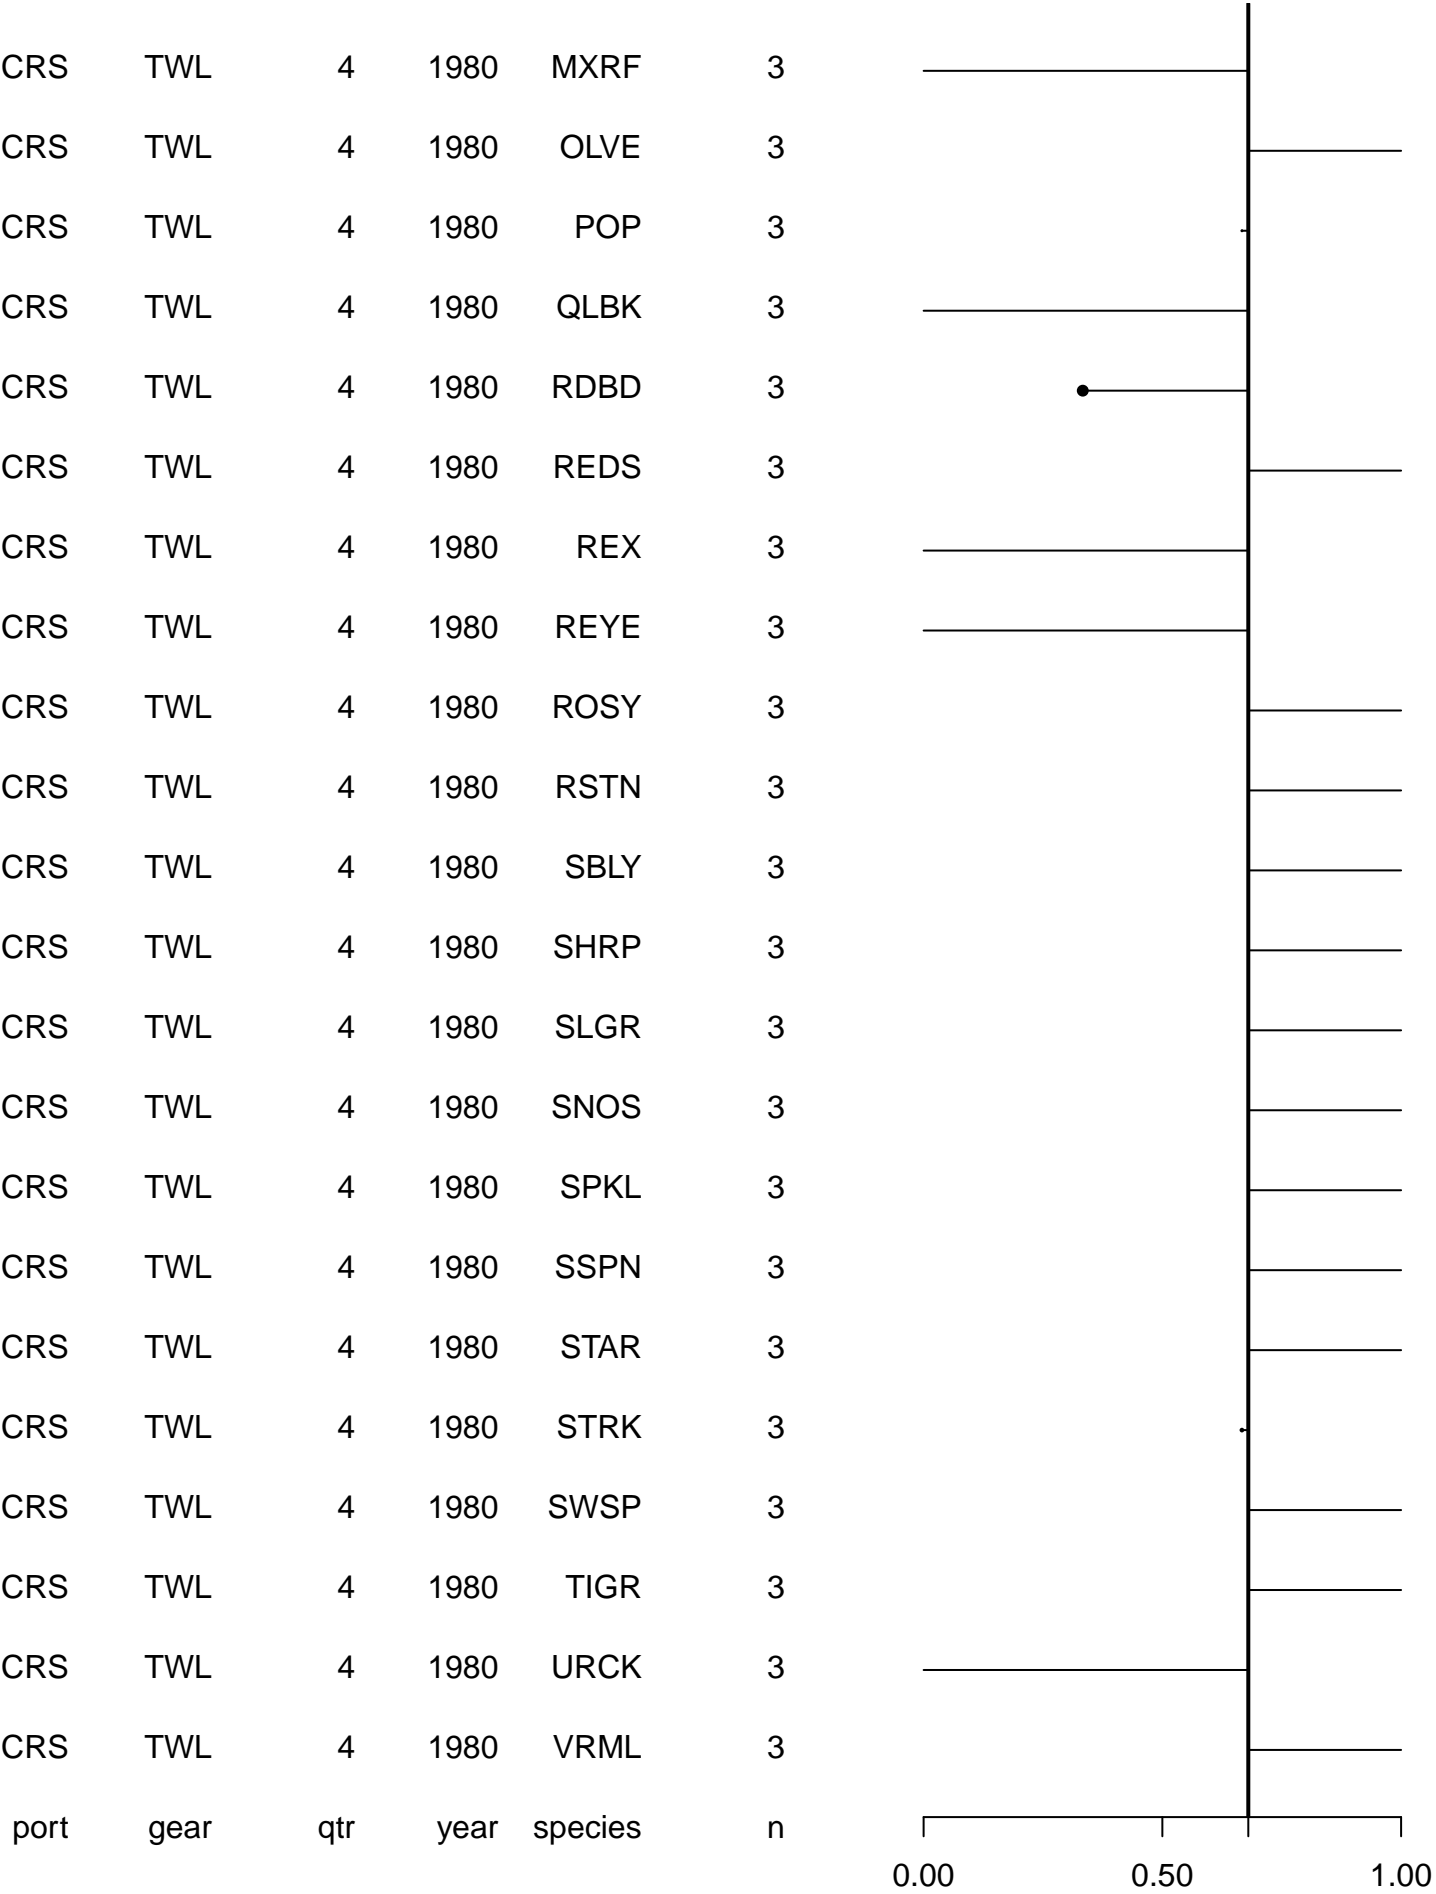 CRS TWL 4 1980 MXRF 3
CRS TWL 4 1980 OLVE 3
CRS TWL 4 1980 POP 3
CRS TWL 4 1980 QLBK 3
CRS TWL 4 1980 RDBD 3
CRS TWL 4 1980 REDS 3
CRS TWL 4 1980 REX 3
CRS TWL 4 1980 REYE 3
CRS TWL 4 1980 ROSY 3
CRS TWL 4 1980 RSTN 3
CRS TWL 4 1980 SBLY 3
CRS TWL 4 1980 SHRP 3
CRS TWL 4 1980 SLGR 3
CRS TWL 4 1980 SNOS 3
CRS TWL 4 1980 SPKL 3
CRS TWL 4 1980 SSPN 3
CRS TWL 4 1980 STAR 3
CRS TWL 4 1980 STRK 3
CRS TWL 4 1980 SWSP 3
CRS TWL 4 1980 TIGR 3
CRS TWL 4 1980 URCK 3
CRS TWL 4 1980 VRML 3
port gear qtr year species n
0.00 0.50 1.00